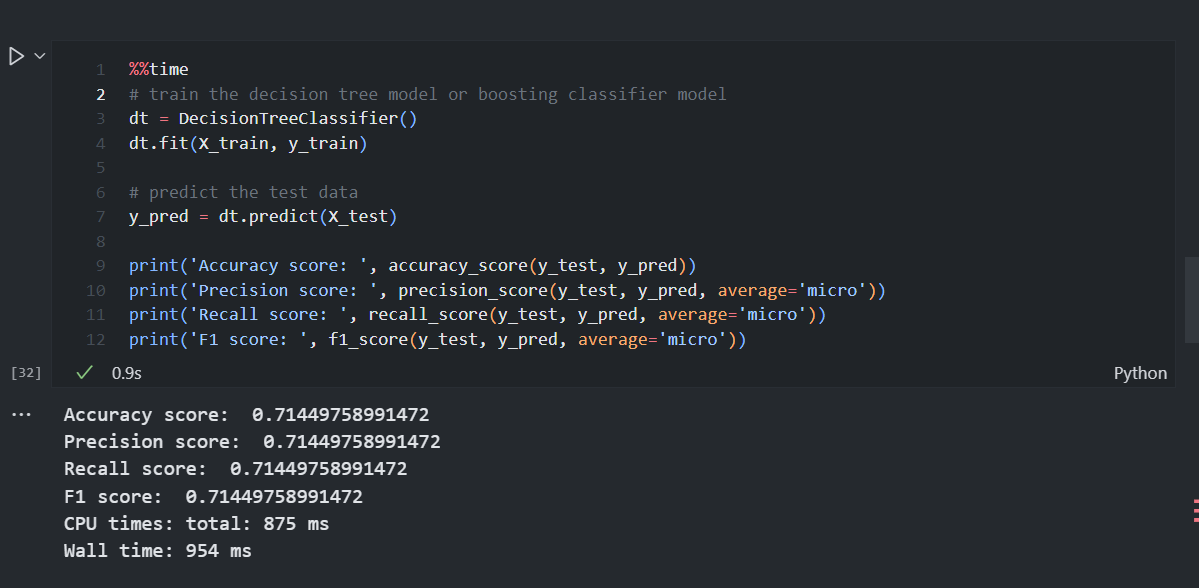 1 %%time
2 # train the decision tree model or boosting classifier model
3 dt = DecisionTreeClassifier()
4 dt.fit(X_train, y_train)
5
6 # predict the test data
7 y_pred = dt.predict(X_test)
8
9 print('Accuracy score: ', accuracy_score(y_test, y_pred))
10 print('Precision score: ', precision_score(y_test, y_pred, average='micro'))
11 print('Recall score: ', recall_score(y_test, y_pred, average='micro'))
12 print('F1 score: ', f1_score(y_test, y_pred, average='micro'))
[32] 0.9s Python
... Accuracy score:  0.71449758991472
Precision score:  0.71449758991472
Recall score:  0.71449758991472
F1 score:  0.71449758991472
CPU times: total: 875 ms
Wall time: 954 ms